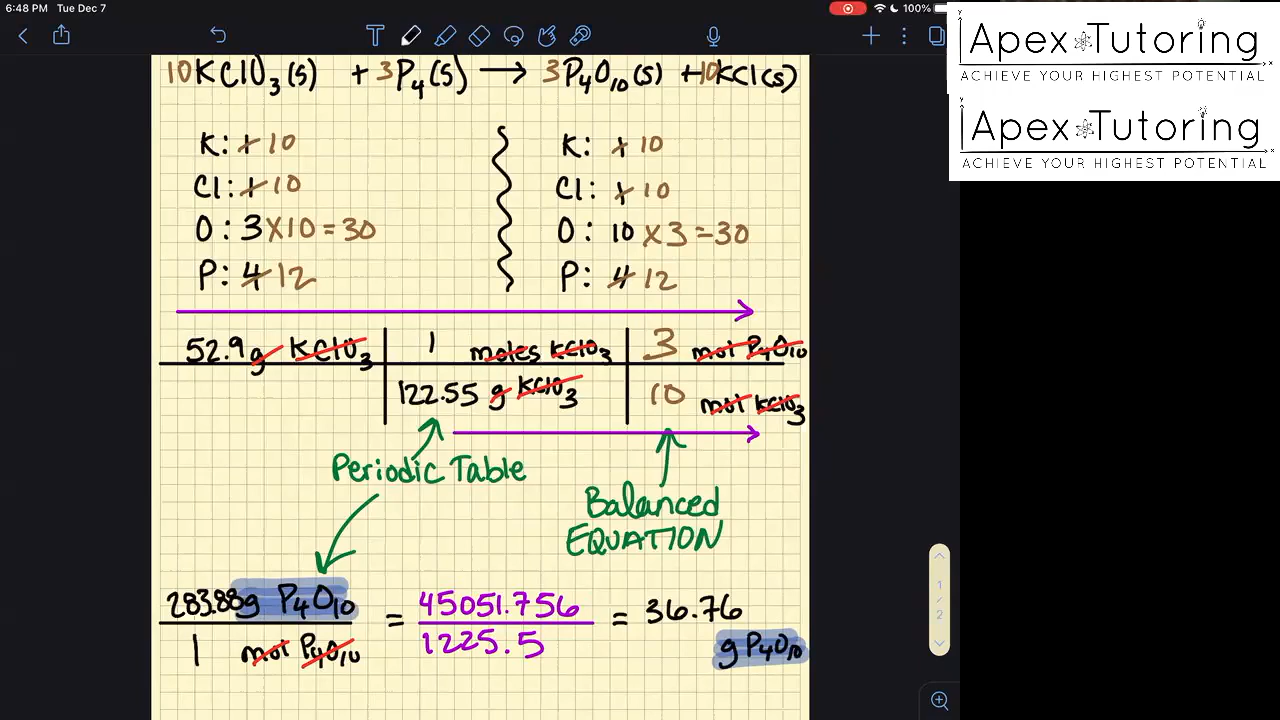 6:48 PM Tue Dec 7
100%
Apex Tutoring
ACHIEVE YOUR HIGHEST POTENTIAL
Apex Tutoring
ACHIEVE YOUR HIGHEST POTENTIAL
10KClO₃(s) + 3P₄(s) → 3P₄O₁₀(s) + 10KCl(s)
K: 1 10 K: 1 10
Cl: 1 10 Cl: 1 10
O: 3 x 10 = 30 O: 10 x 3 = 30
P: 4 12 P: 4 12
52.9 g KClO₃ 1 moles KClO₃ 3 mol P₄O₁₀
122.55 g KClO₃ 10 mol KClO₃
Periodic Table
Balanced
EQUATION
283.88g P₄O₁₀ = 45051.756 = 36.76
1 mol P₄O₁₀ 1225.5 g P₄O₁₀
1
2